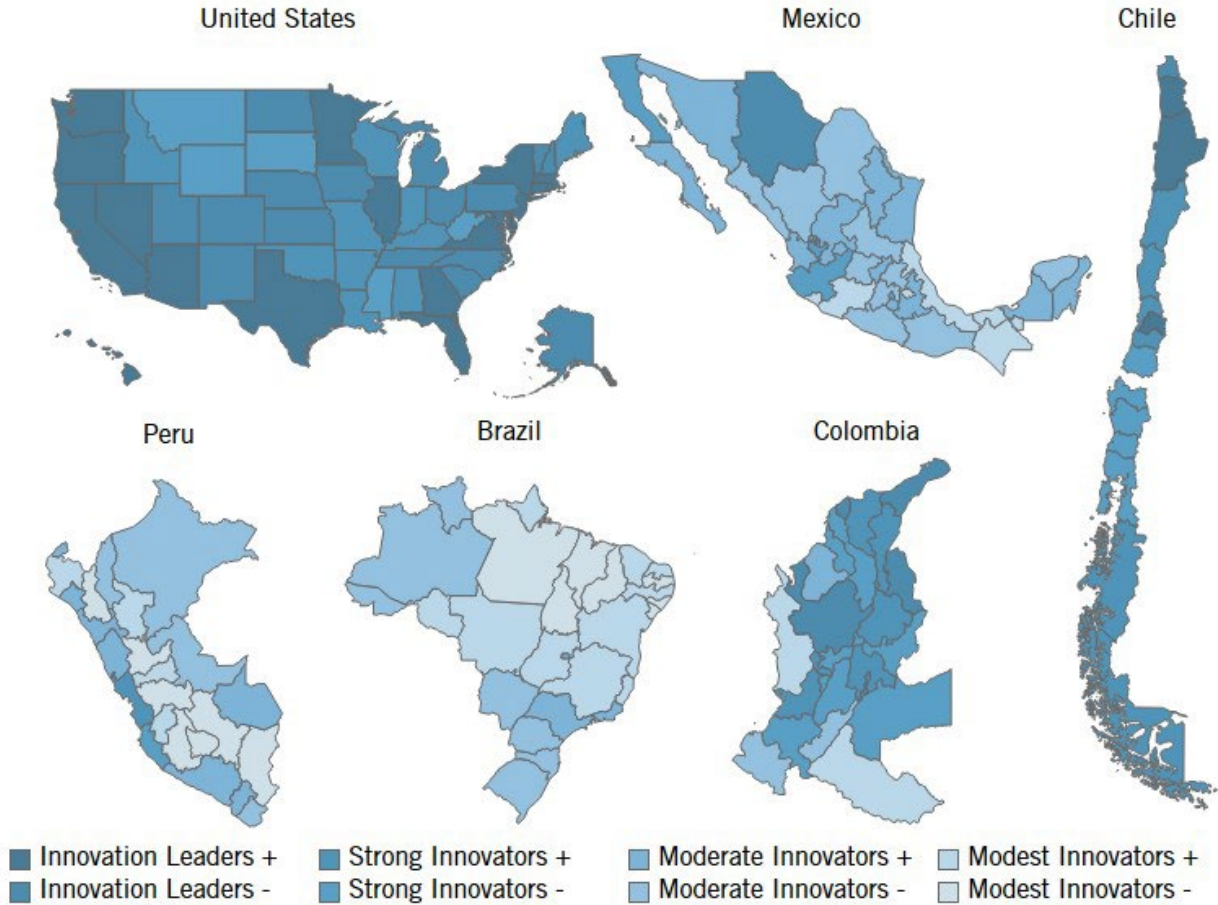 United States
Mexico
Chile
Peru
Brazil
Colombia
Innovation Leaders +
Strong Innovators +
Moderate Innovators +
Modest Innovators +
Innovation Leaders -
Strong Innovators -
Moderate Innovators -
Modest Innovators -